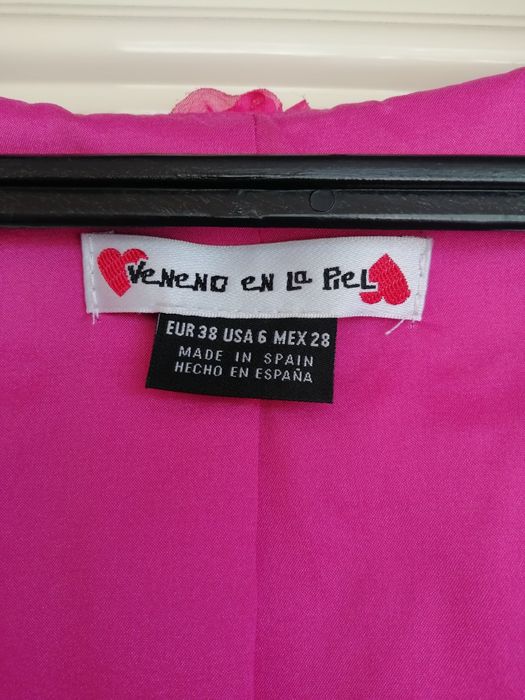 Veneno en La Piel
EUR 38 USA 6 MEX 28
MADE IN SPAIN
HECHO EN ESPAÑA